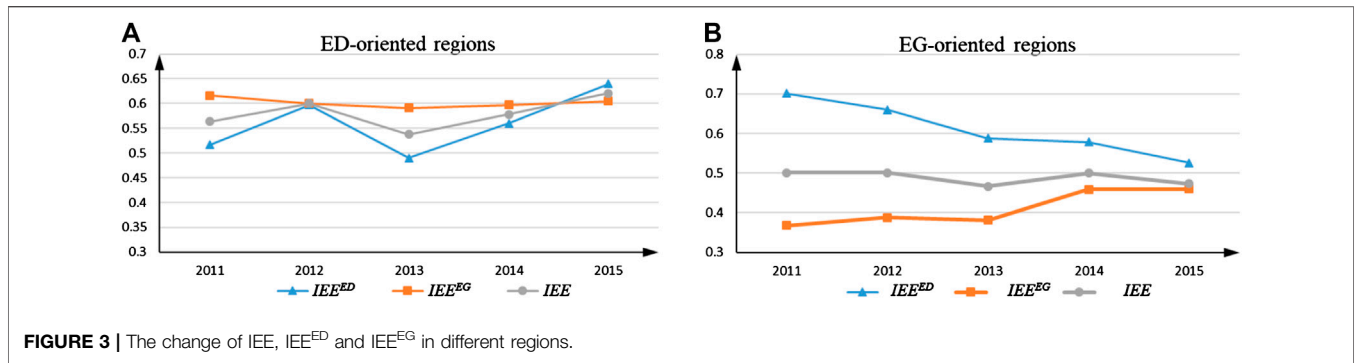 A
ED-oriented regions
0.7
0.65
0.6
0.55
0.5
0.45
0.4
0.35
0.3
2011 2012 2013 2014 2015
IEE^ED IEE^EG IEE
B
EG-oriented regions
0.8
0.7
0.6
0.5
0.4
0.3
2011 2012 2013 2014 2015
IEE^ED IEE^EG IEE
FIGURE 3 | The change of IEE, IEE^ED and IEE^EG in different regions.